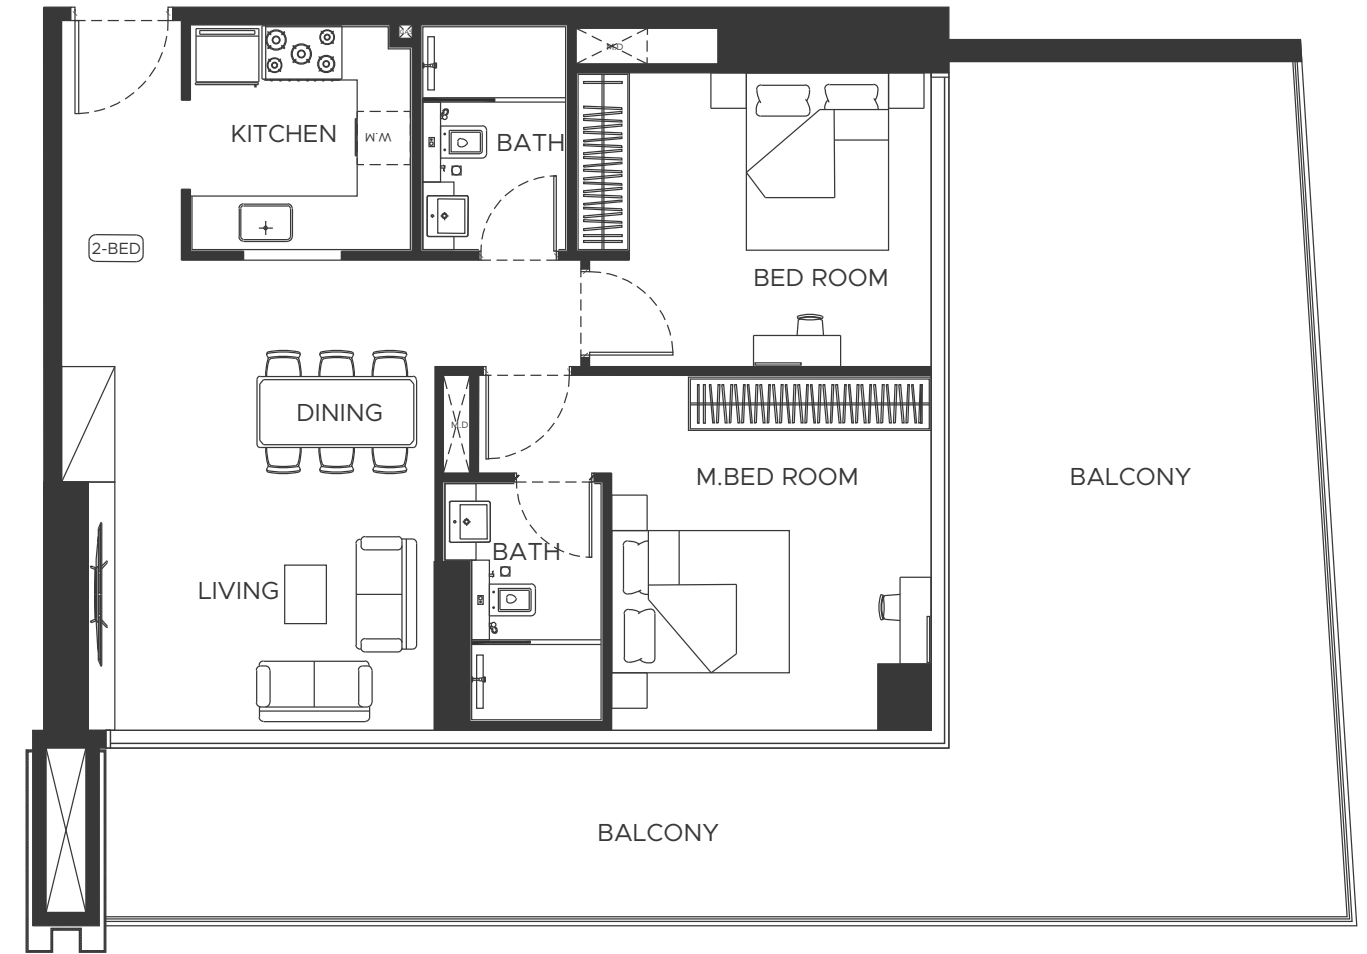 M.D
KITCHEN
W.M.
BATH
2-BED
BED ROOM
DINING
M.D
M.BED ROOM
BALCONY
BATH
LIVING
BALCONY